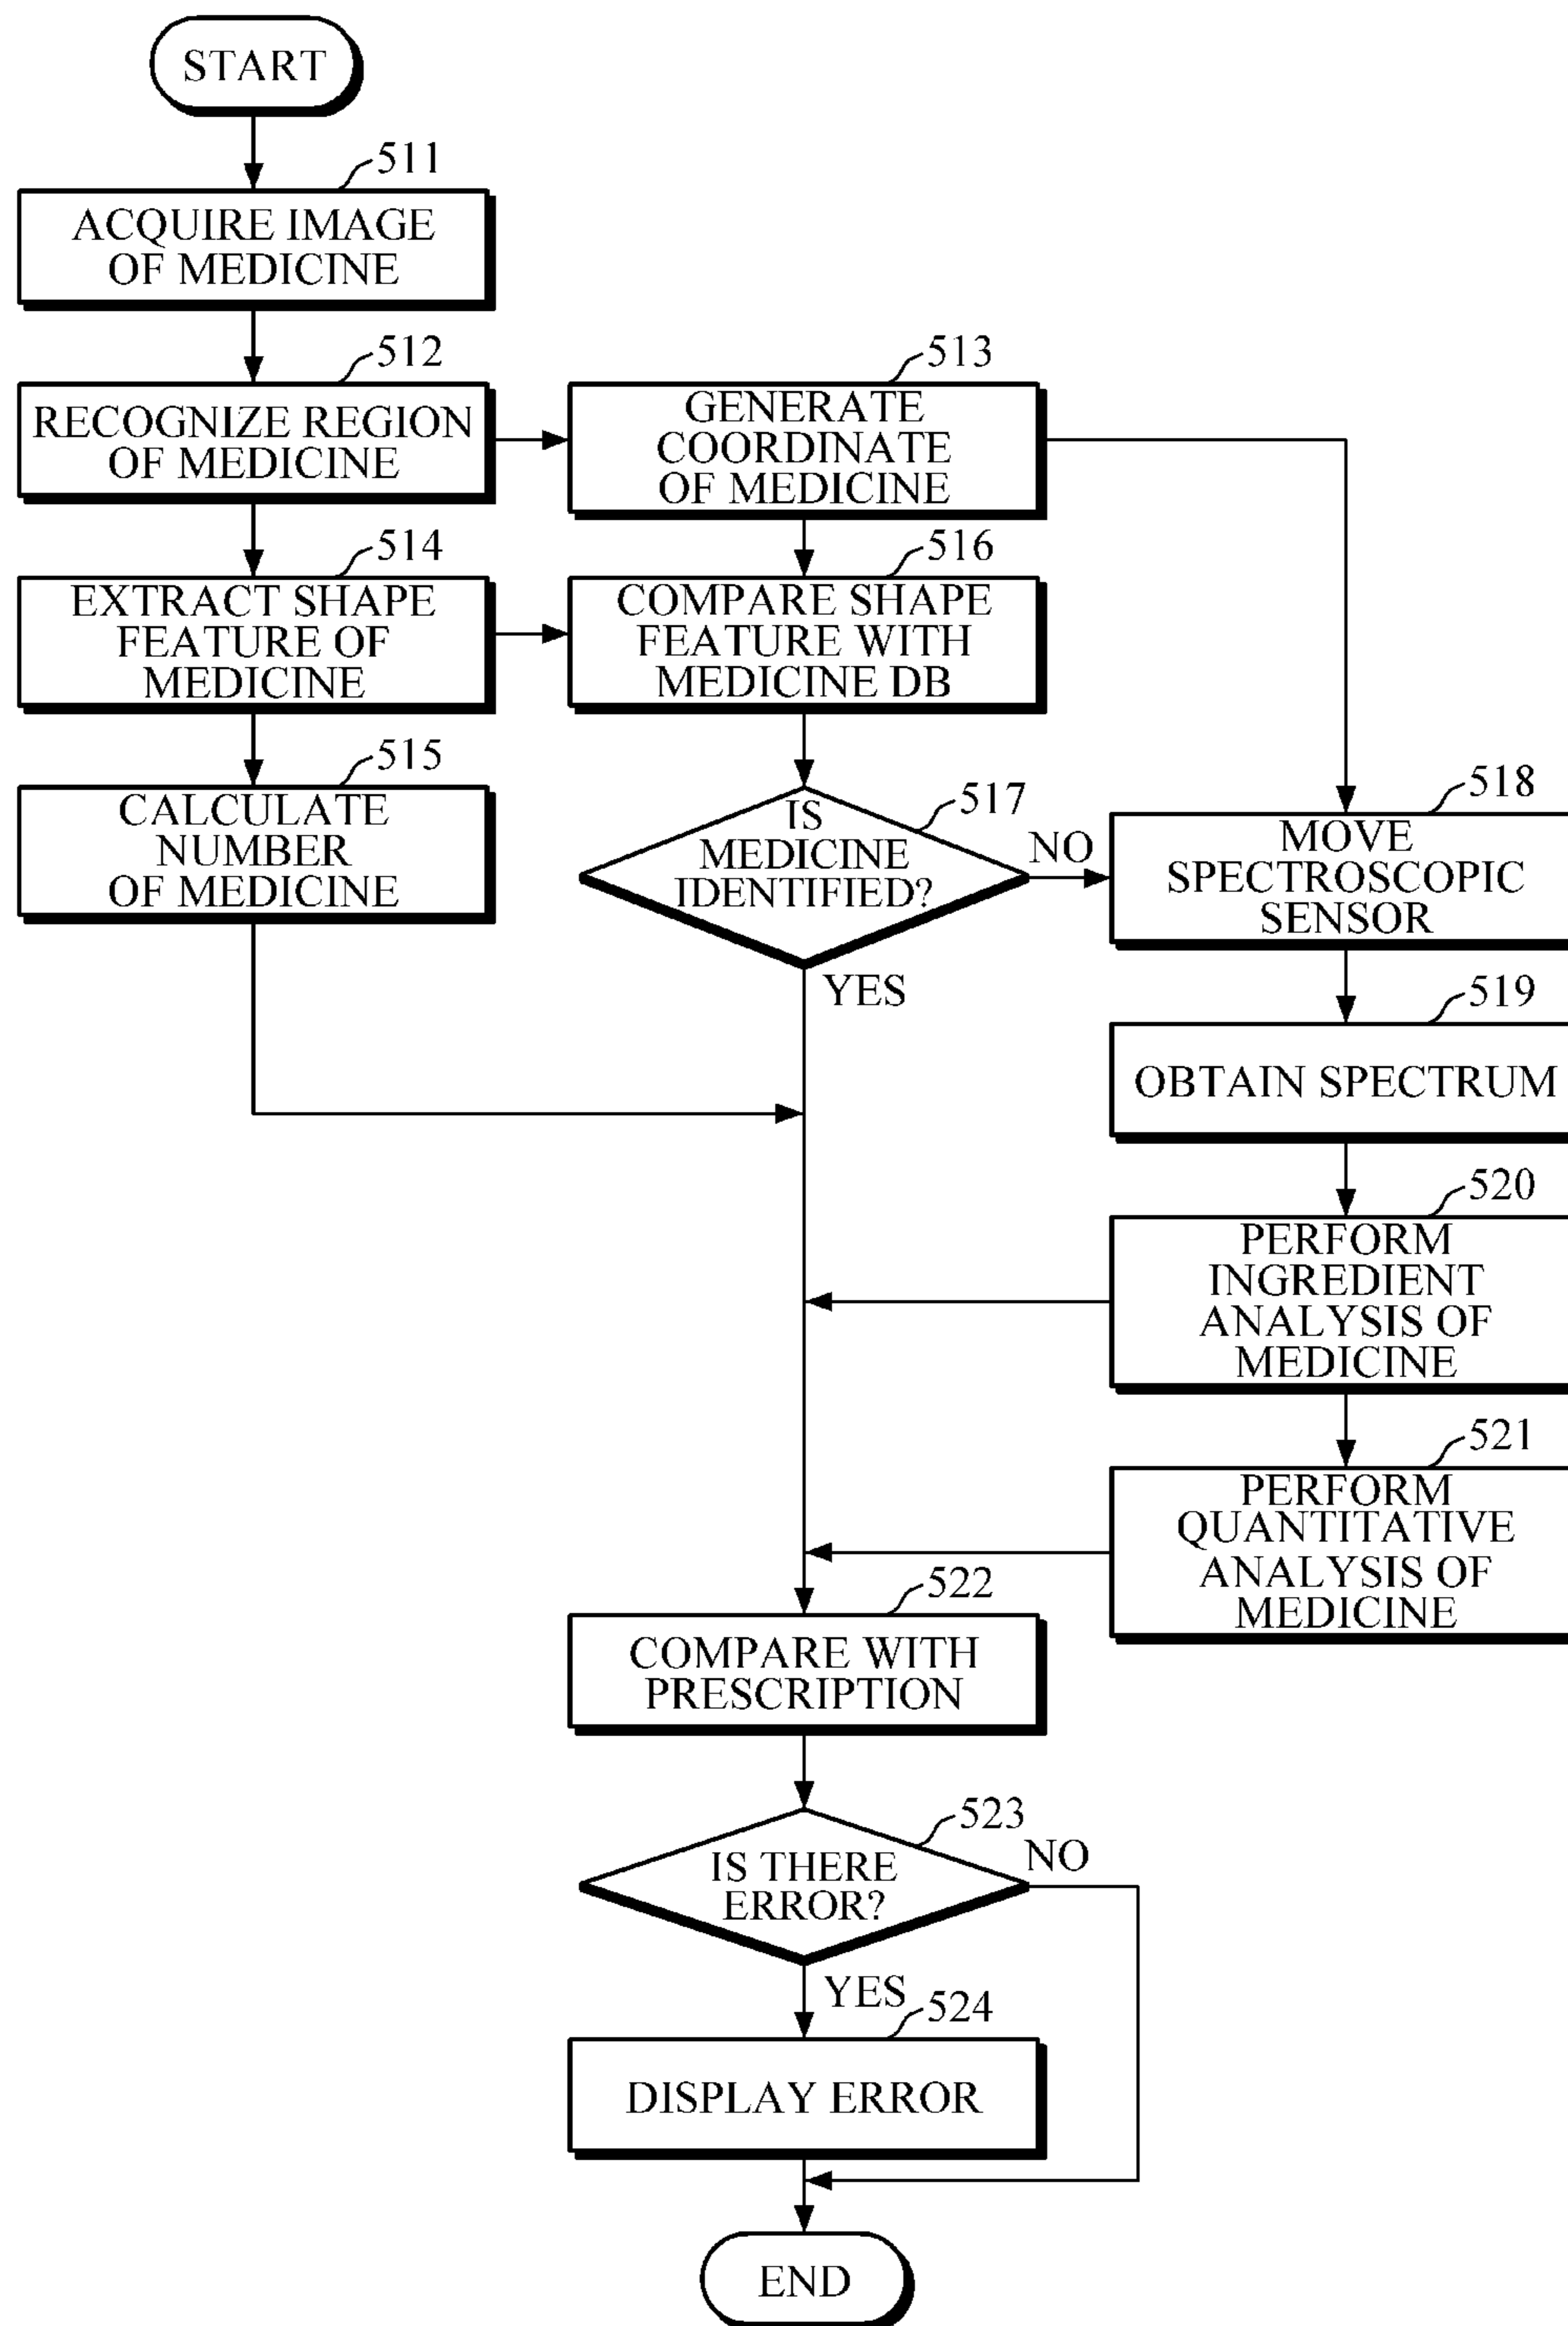 START
511
ACQUIRE IMAGE
OF MEDICINE
512
RECOGNIZE REGION
OF MEDICINE
513
GENERATE
COORDINATE
OF MEDICINE
514
EXTRACT SHAPE
FEATURE OF
MEDICINE
516
COMPARE SHAPE
FEATURE WITH
MEDICINE DB
515
CALCULATE
NUMBER
OF MEDICINE
517
IS
MEDICINE
IDENTIFIED?
NO
YES
518
MOVE
SPECTROSCOPIC
SENSOR
519
OBTAIN SPECTRUM
520
PERFORM
INGREDIENT
ANALYSIS OF
MEDICINE
521
PERFORM
QUANTITATIVE
ANALYSIS OF
MEDICINE
522
COMPARE WITH
PRESCRIPTION
523
IS THERE
ERROR?
NO
YES
524
DISPLAY ERROR
END